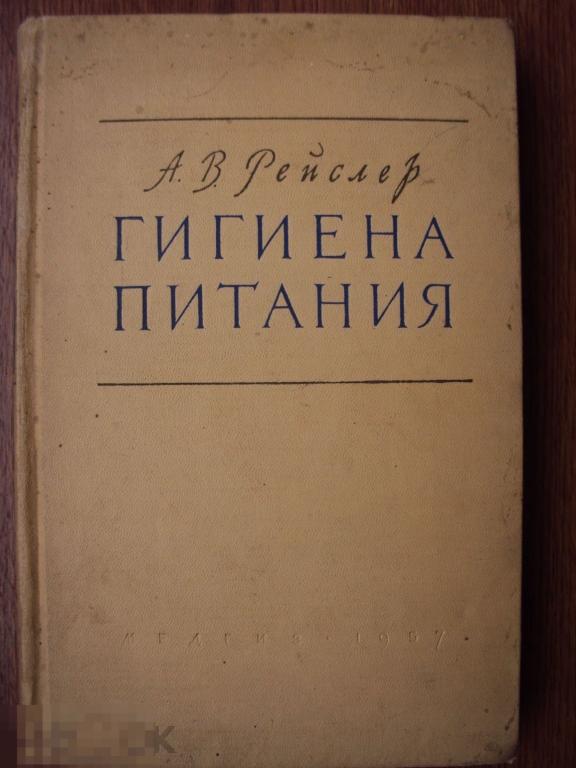 А. В. Рейслер
ГИГИЕНА
ПИТАНИЯ
МЕДГИЗ · 1957